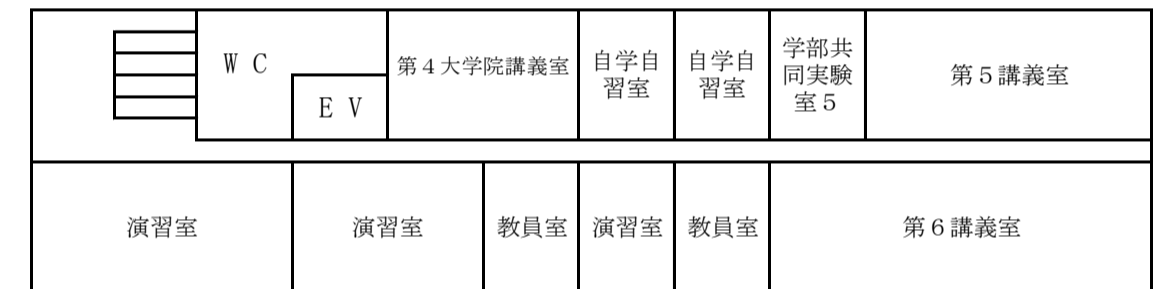 ＷＣ
ＥＶ
第４大学院講義室
自学自
習室
自学自
習室
学部共
同実験
室５
第５講義室
演習室
演習室
教員室
演習室
教員室
第６講義室